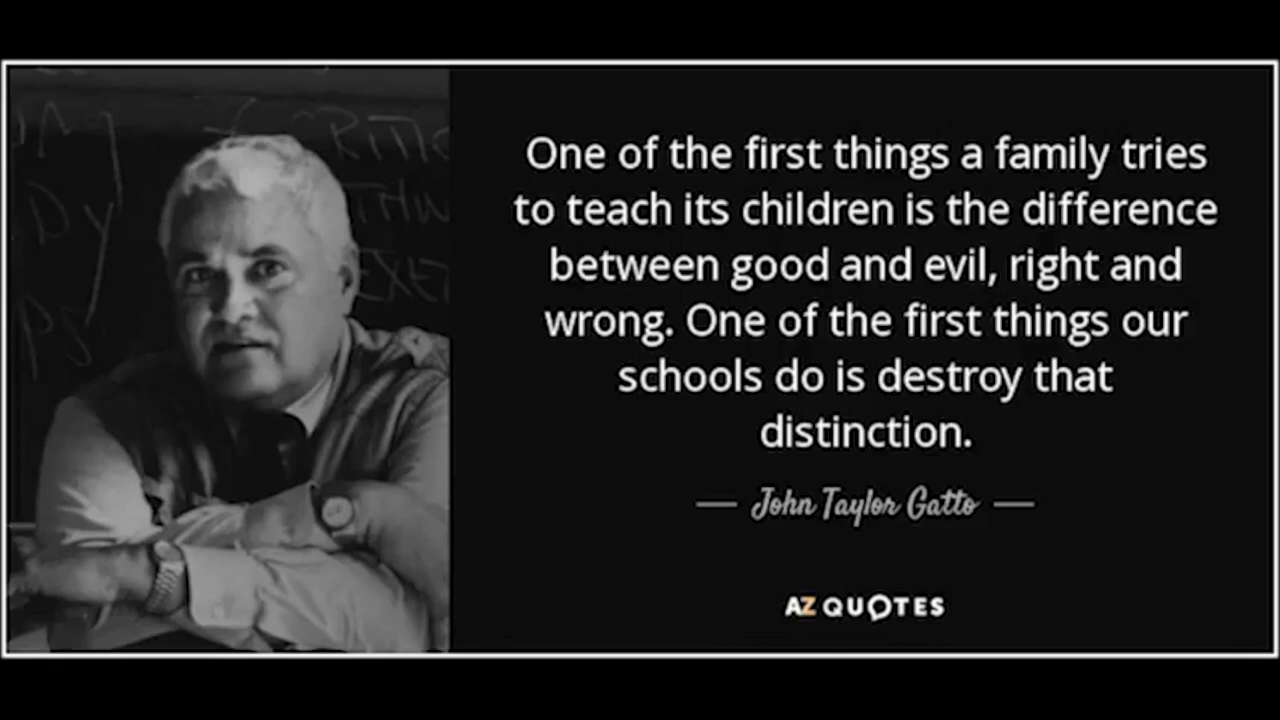 One of the first things a family tries
to teach its children is the difference
between good and evil, right and
wrong. One of the first things our
schools do is destroy that
distinction.
John Taylor Gatto
AZ QUOTES